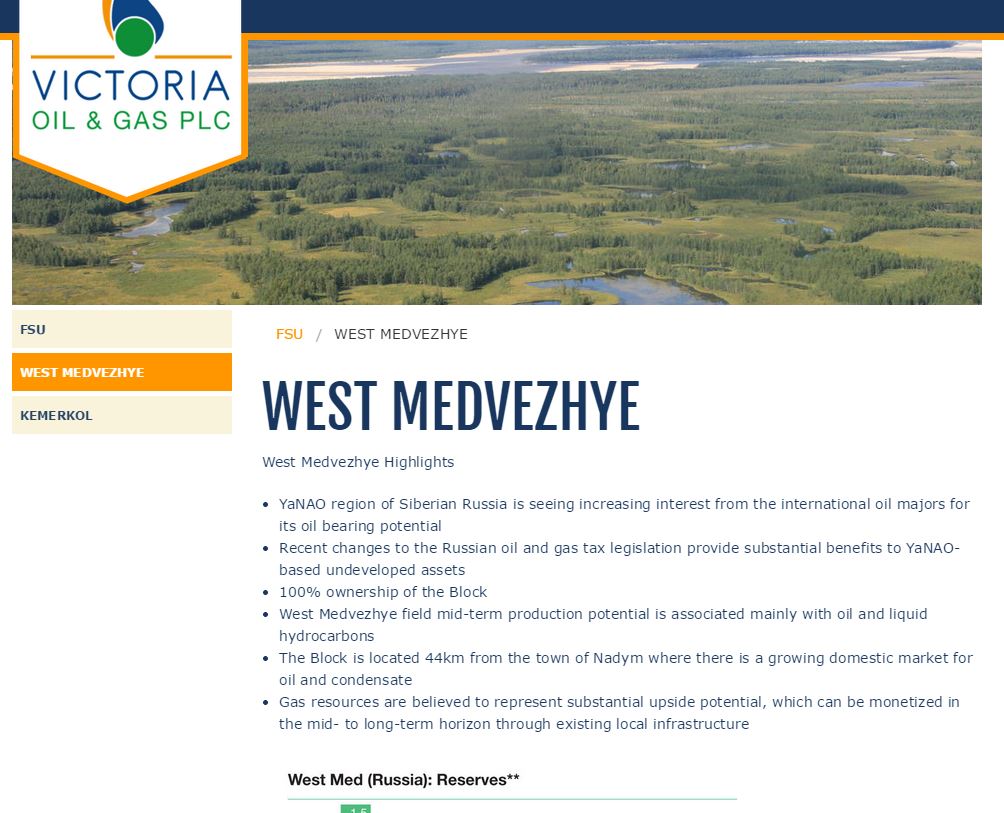 VICTORIA
OIL & GAS PLC
FSU
WEST MEDVEZHYE
KEMERKOL
FSU / WEST MEDVEZHYE
WEST MEDVEZHYE
West Medvezhye Highlights
• YaNAO region of Siberian Russia is seeing increasing interest from the international oil majors for
its oil bearing potential
• Recent changes to the Russian oil and gas tax legislation provide substantial benefits to YaNAO-
based undeveloped assets
• 100% ownership of the Block
• West Medvezhye field mid-term production potential is associated mainly with oil and liquid
hydrocarbons
• The Block is located 44km from the town of Nadym where there is a growing domestic market for
oil and condensate
• Gas resources are believed to represent substantial upside potential, which can be monetized in
the mid- to long-term horizon through existing local infrastructure
West Med (Russia): Reserves**